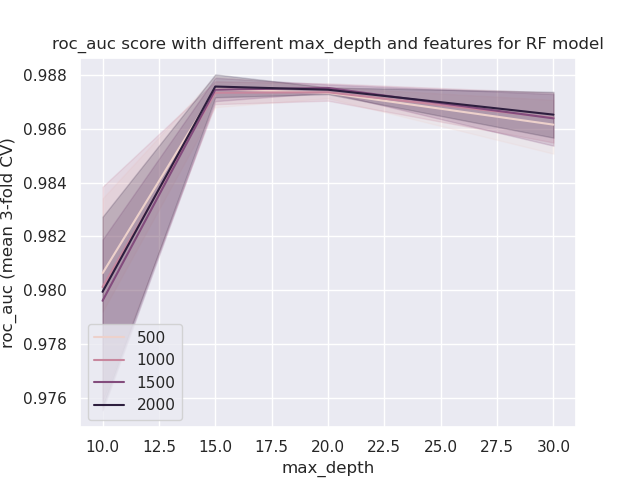 roc_auc score with different max_depth and features for RF model
roc_auc (mean 3-fold CV)
0.988
0.986
0.984
0.982
0.980
0.978
0.976
500
1000
1500
2000
10.0 12.5 15.0 17.5 20.0 22.5 25.0 27.5 30.0
max_depth